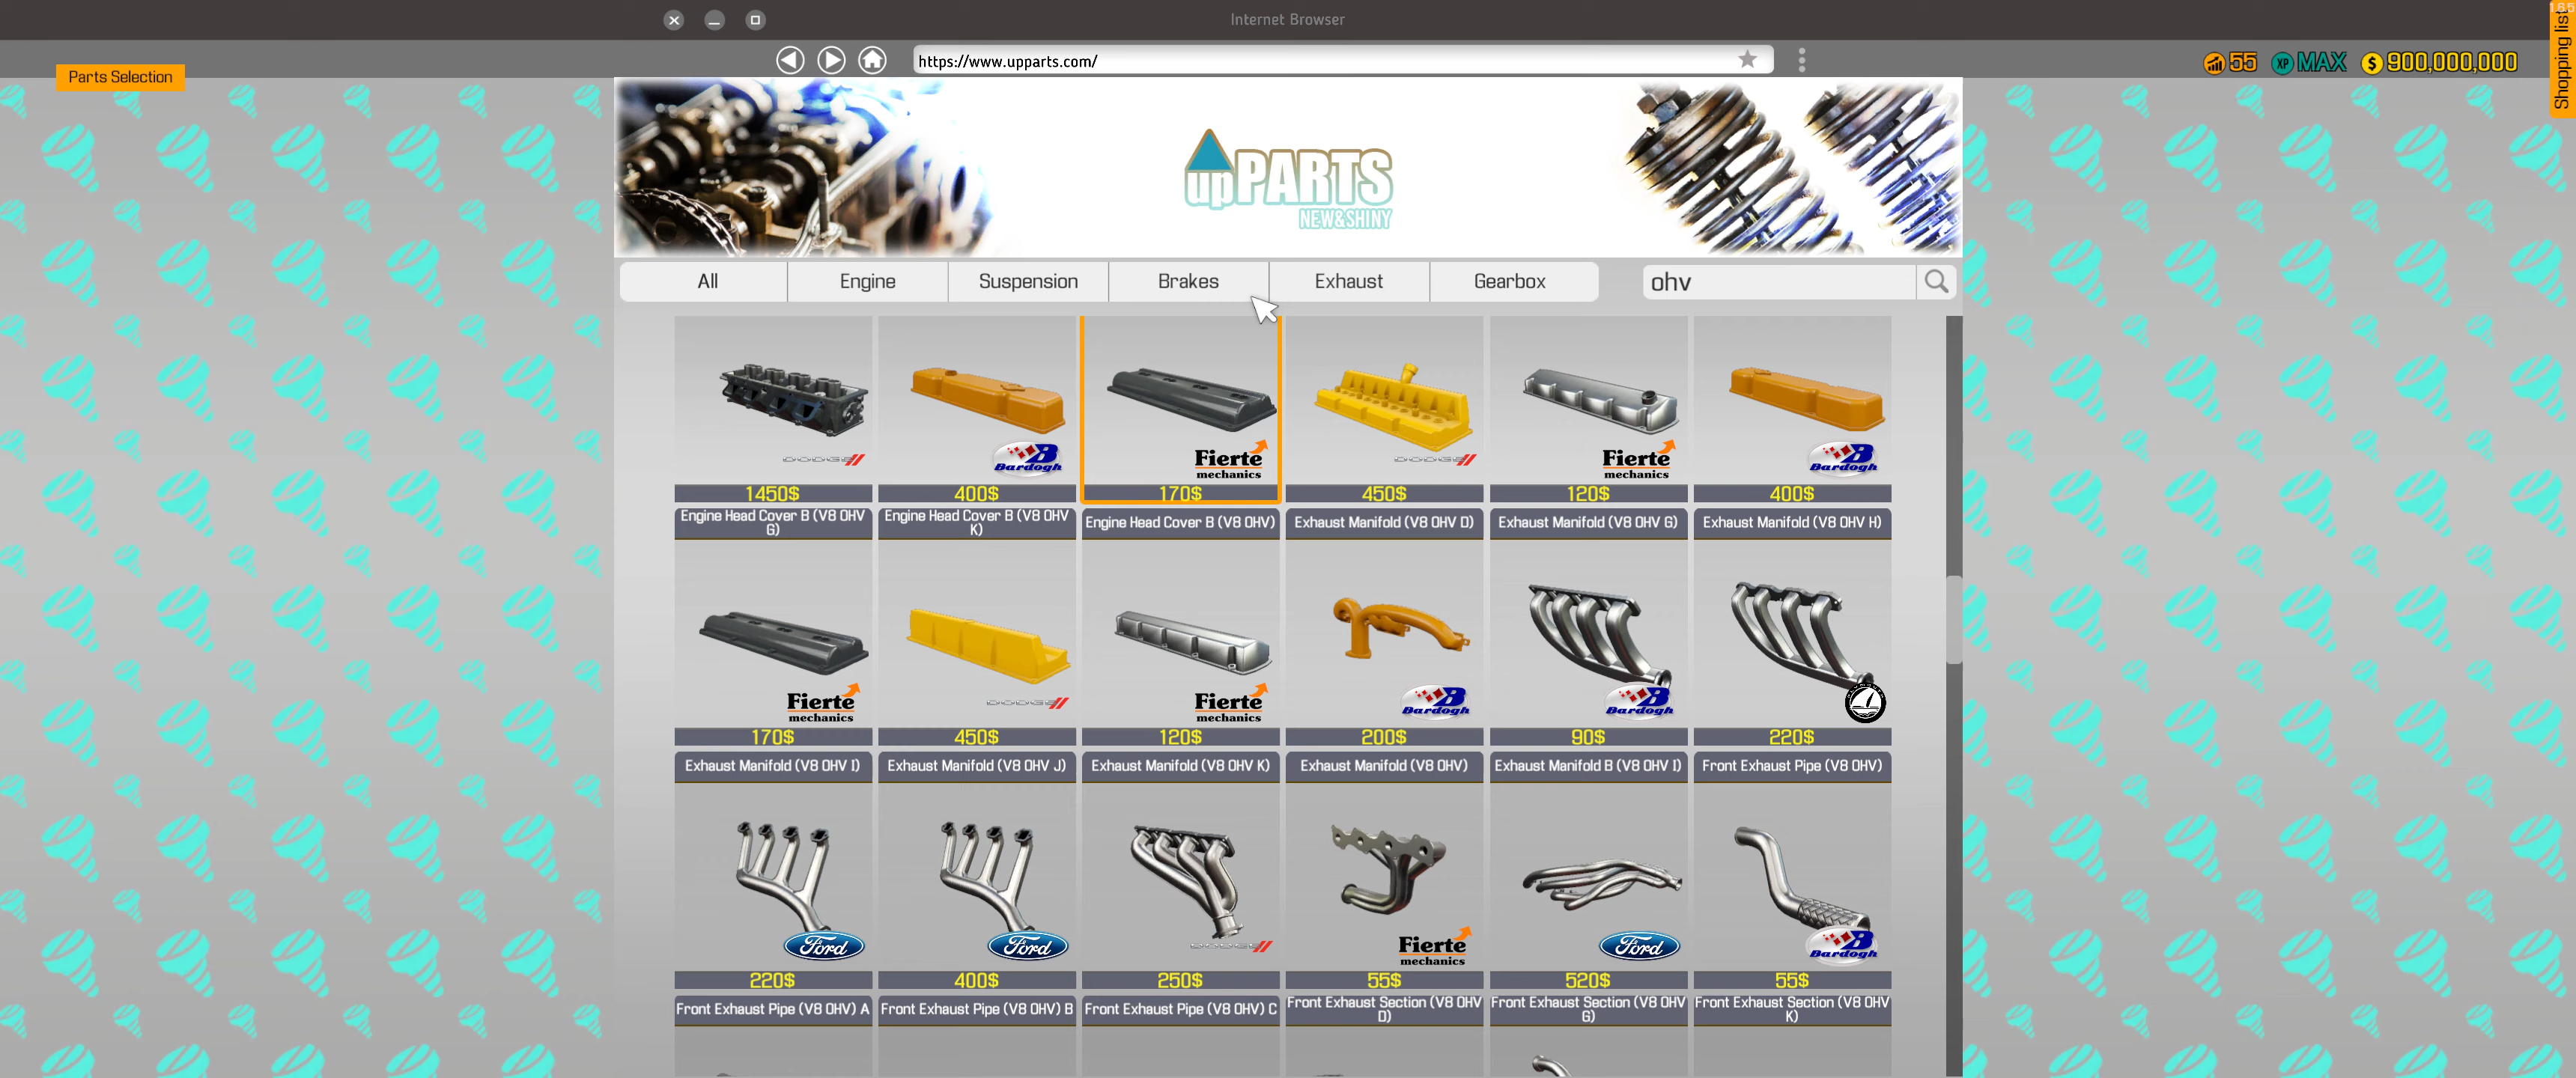 Internet Browser
https://www.upparts.com/
55
XP MAX
$ 900,000,000
Shopping list
Parts Selection
upPARTS
NEW&SHINY
All
Engine
Suspension
Brakes
Exhaust
Gearbox
ohv
DODGE
Bardogh
Fierte mechanics
DODGE
Fierte mechanics
Bardogh
1450$
400$
170$
450$
120$
400$
Engine Head Cover B (V8 OHV G)
Engine Head Cover B (V8 OHV K)
Engine Head Cover B (V8 OHV)
Exhaust Manifold (V8 OHV D)
Exhaust Manifold (V8 OHV G)
Exhaust Manifold (V8 OHV H)
Fierte mechanics
DODGE
Fierte mechanics
Bardogh
Bardogh
170$
450$
120$
200$
90$
220$
Exhaust Manifold (V8 OHV I)
Exhaust Manifold (V8 OHV J)
Exhaust Manifold (V8 OHV K)
Exhaust Manifold (V8 OHV)
Exhaust Manifold B (V8 OHV I)
Front Exhaust Pipe (V8 OHV)
Ford
Ford
DODGE
Fierte mechanics
Ford
Bardogh
220$
400$
250$
55$
520$
55$
Front Exhaust Pipe (V8 OHV) A
Front Exhaust Pipe (V8 OHV) B
Front Exhaust Pipe (V8 OHV) C
Front Exhaust Section (V8 OHV D)
Front Exhaust Section (V8 OHV G)
Front Exhaust Section (V8 OHV K)